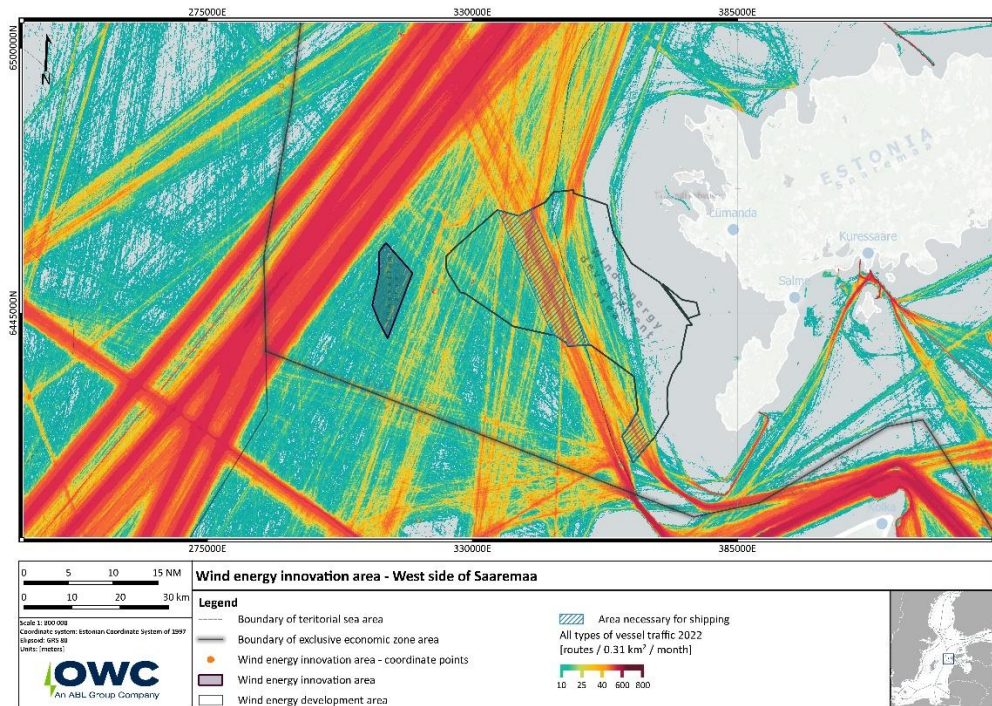 275000E 330000E 385000E
6500000N
N
ESTONIA
Saaremaa
Lümanda
Kuressaare
Salme
Wind energy
development
6445000N
Kolka
275000E 330000E 385000E
0 5 10 15 NM
0 10 20 30 km
Scale 1: 800 000
Coordinate system: Estonian Coordinate System of 1997
Elipsoid: GRS 80
Units: [meters]
OWC
An ABL Group Company
Wind energy innovation area - West side of Saaremaa
Legend
Boundary of teritorial sea area
Boundary of exclusive economic zone area
Wind energy innovation area - coordinate points
Wind energy innovation area
Wind energy development area
Area necessary for shipping
All types of vessel traffic 2022
[routes / 0.31 km² / month]
10 25 40 600 800